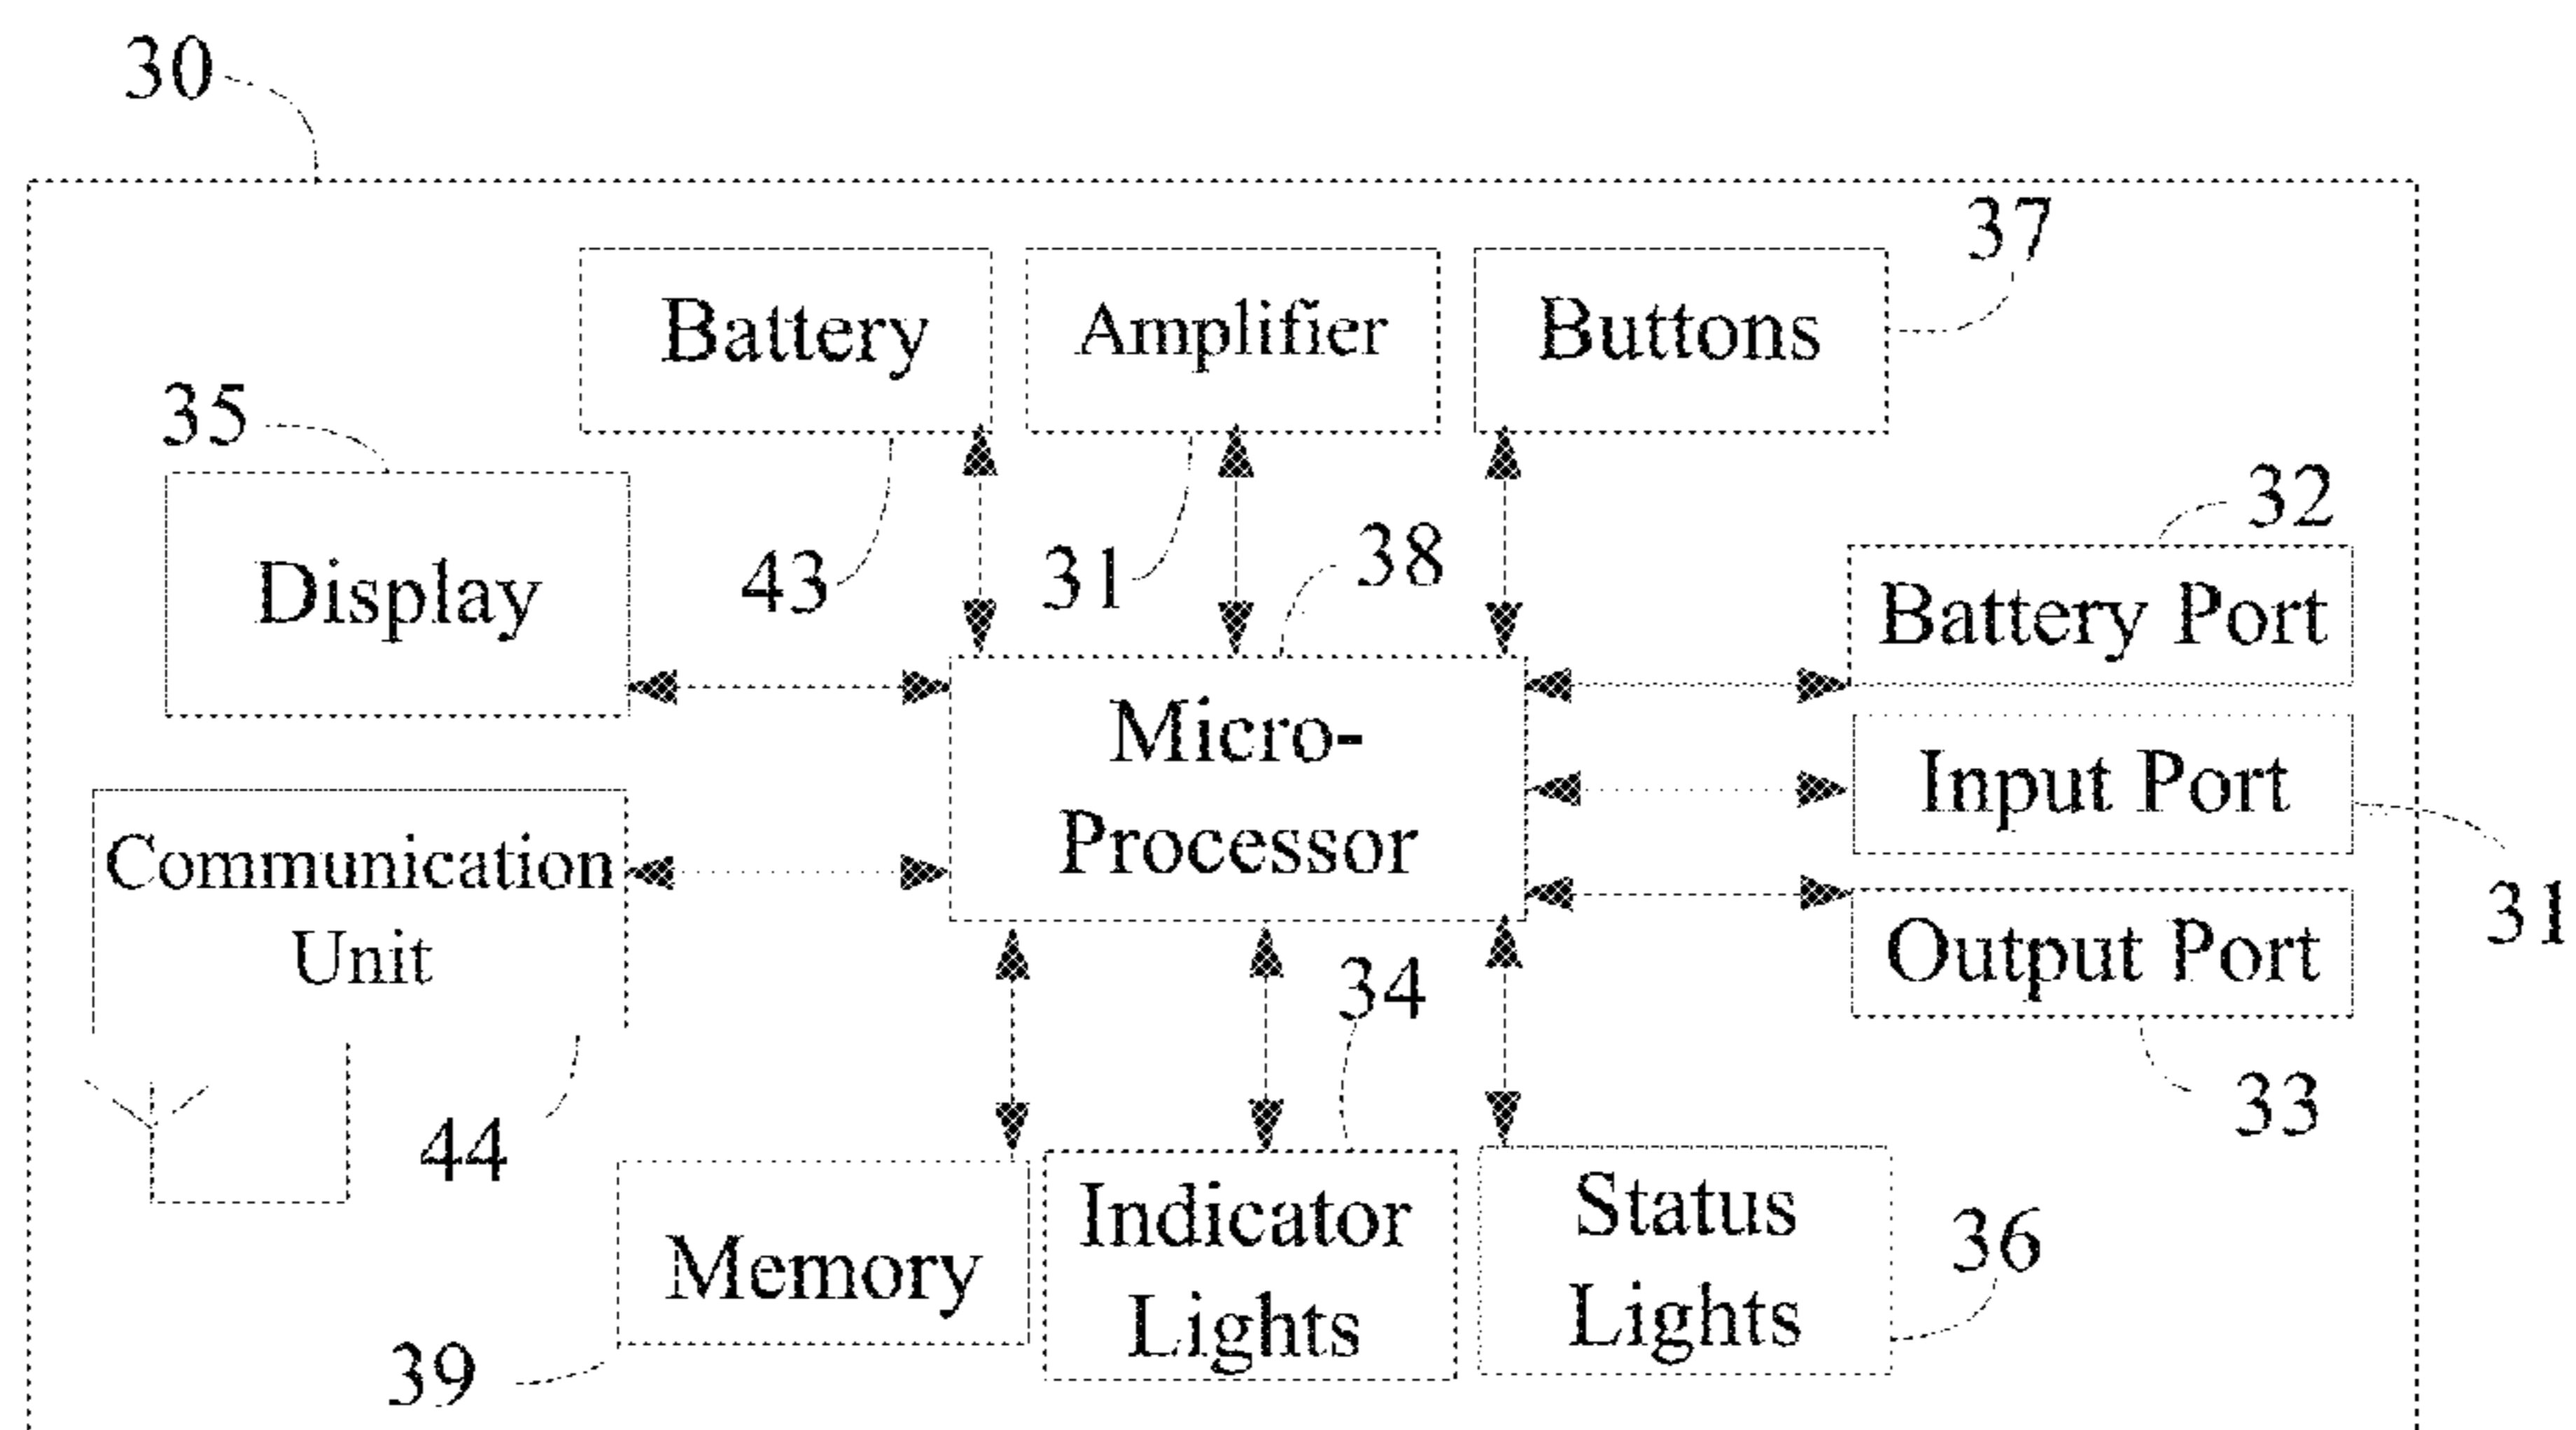 30
37
Battery
Amplifier
Buttons
35
32
43
31
38
Display
Battery Port
Micro-
Processor
Input Port
Communication
Unit
31
Output Port
34
33
44
Memory
Indicator
Lights
Status
Lights
36
39